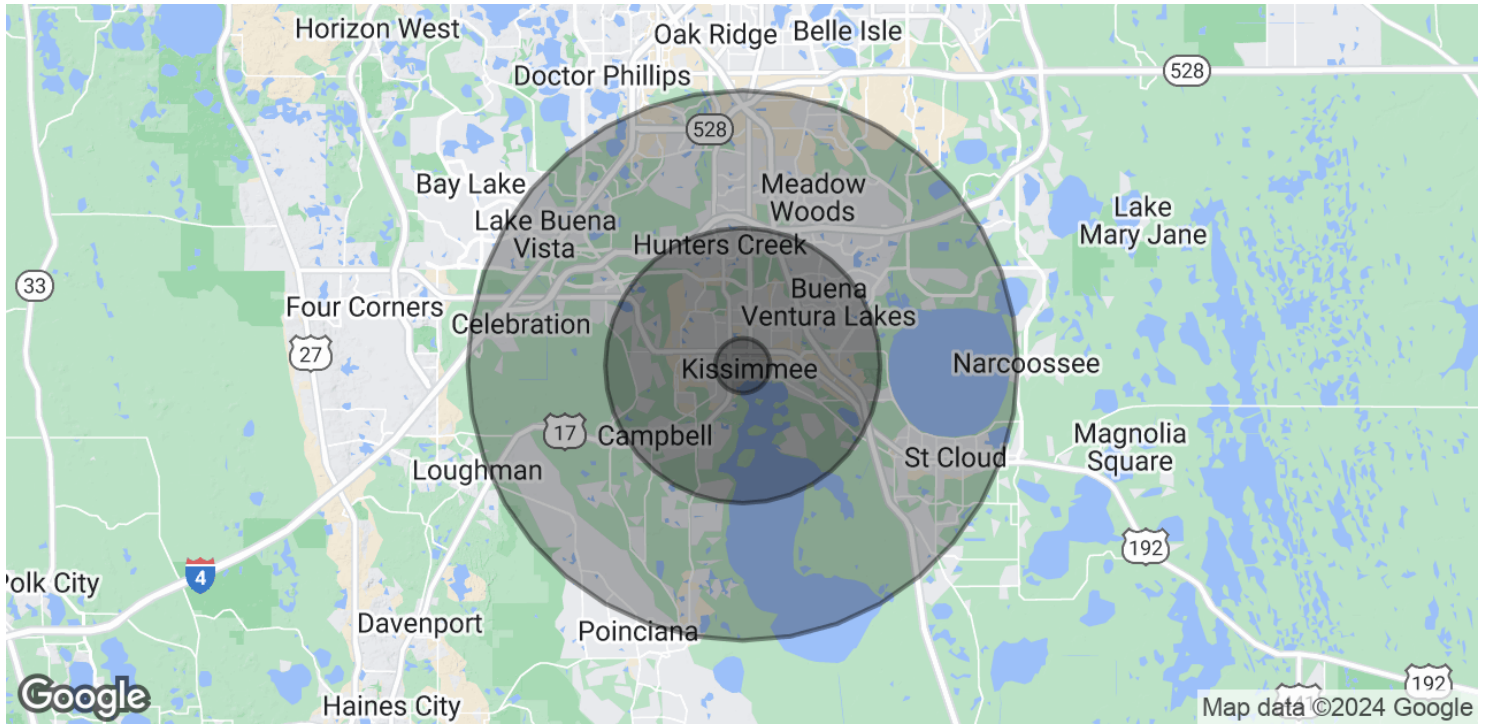 Horizon West
Oak Ridge
Belle Isle
Doctor Phillips
528
528
Bay Lake
Meadow
Woods
Lake Buena
Vista
Lake
Mary Jane
Hunters Creek
33
Four Corners
Buena
Ventura Lakes
Celebration
27
Kissimmee
Narcoossee
17
Campbell
Magnolia
Square
St Cloud
Loughman
192
4
Polk City
Davenport
Poinciana
Haines City
192
441
Google
Map data ©2024 Google